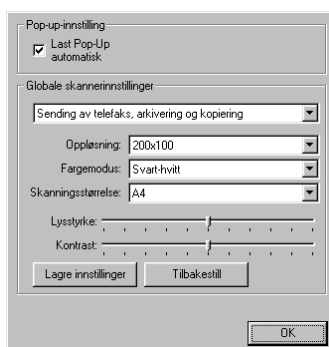 Pop-up-innstilling
Last Pop-Up
automatisk
Globale skannerinnstillinger
Sending av telefaks, arkivering og kopiering
Oppløsning: 200x100
Fargemodus: Svart-hvitt
Skanningsstørrelse: A4
Lysstyrke:
Kontrast:
Lagre innstillinger Tilbakestill
OK